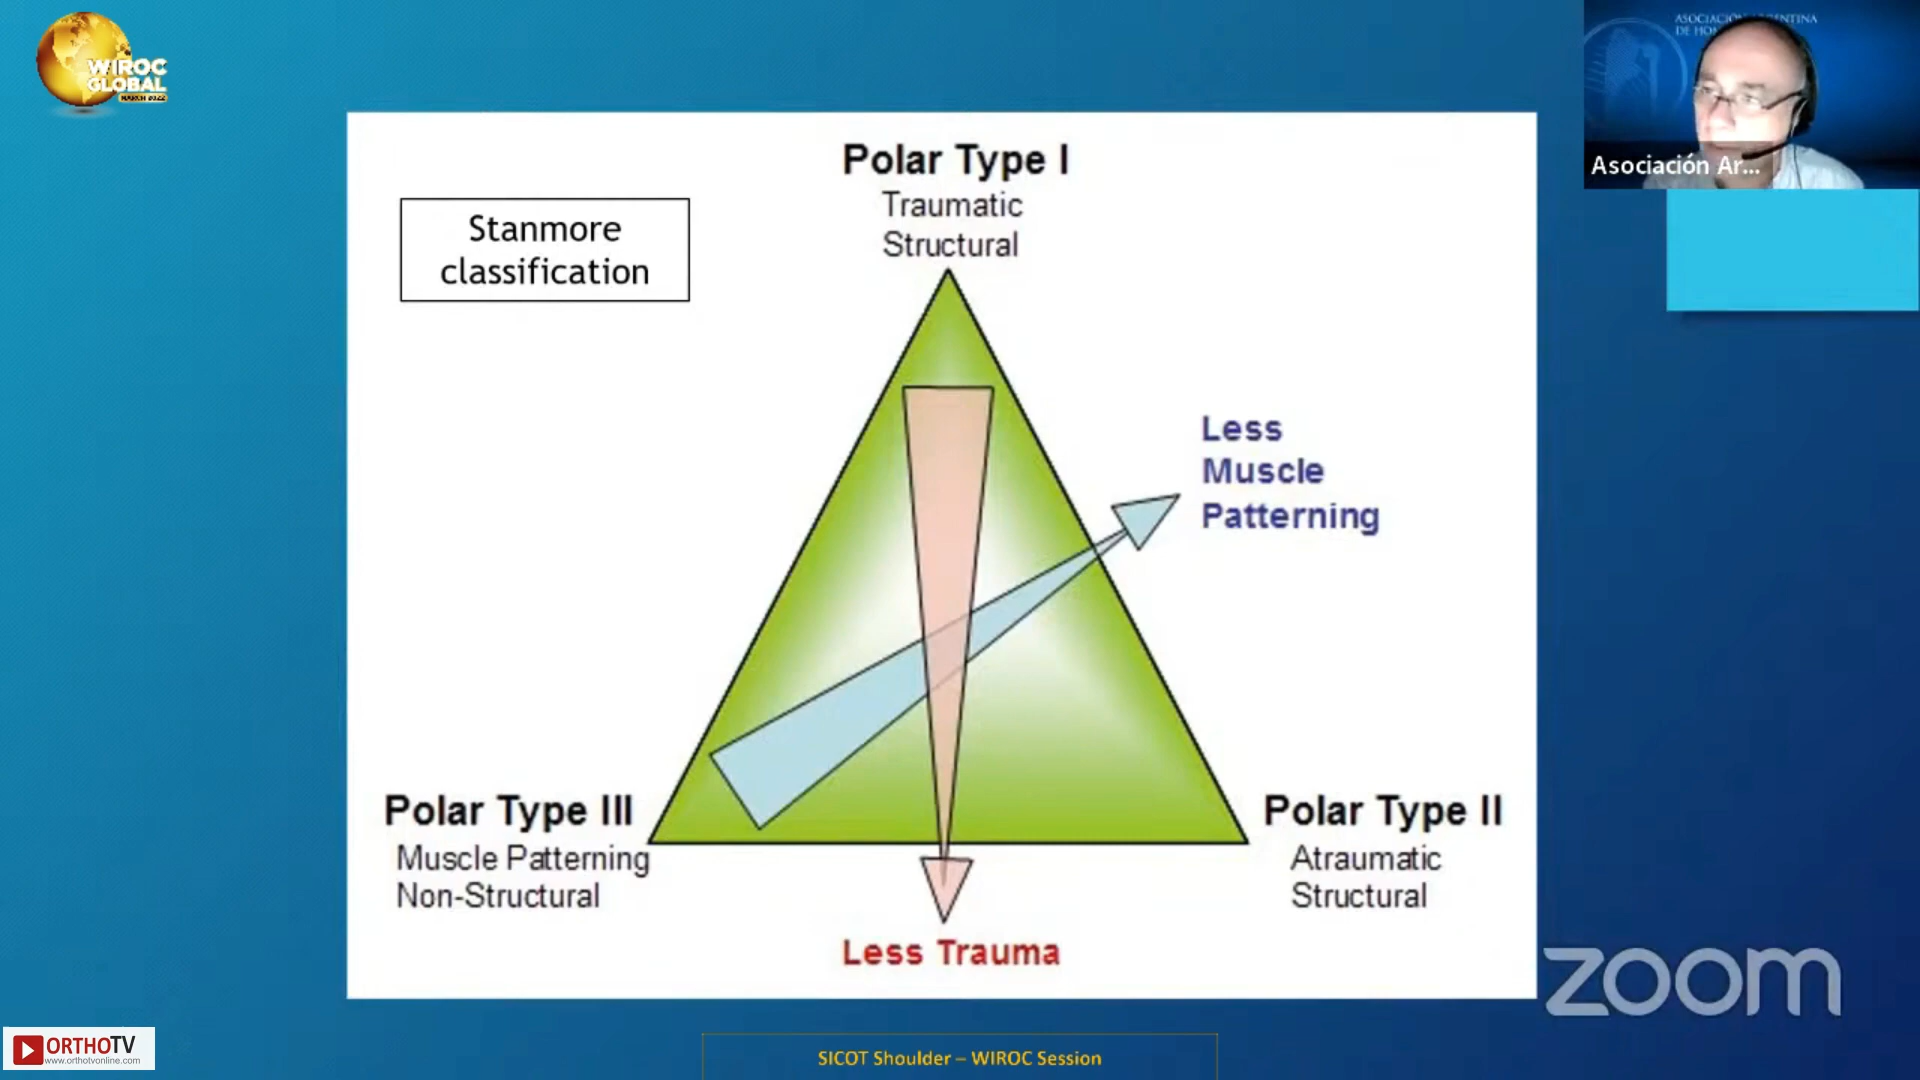 WIROC
GLOBAL
MARCH 2022
ASOCIACIÓN ARGENTINA
Asociación Ar...
Stanmore
classification
Polar Type I
Traumatic
Structural
Less
Muscle
Patterning
Polar Type III
Muscle Patterning
Non-Structural
Polar Type II
Atraumatic
Structural
Less Trauma
zoom
ORTHOTV
www.orthotvonline.com
SICOT Shoulder – WIROC Session